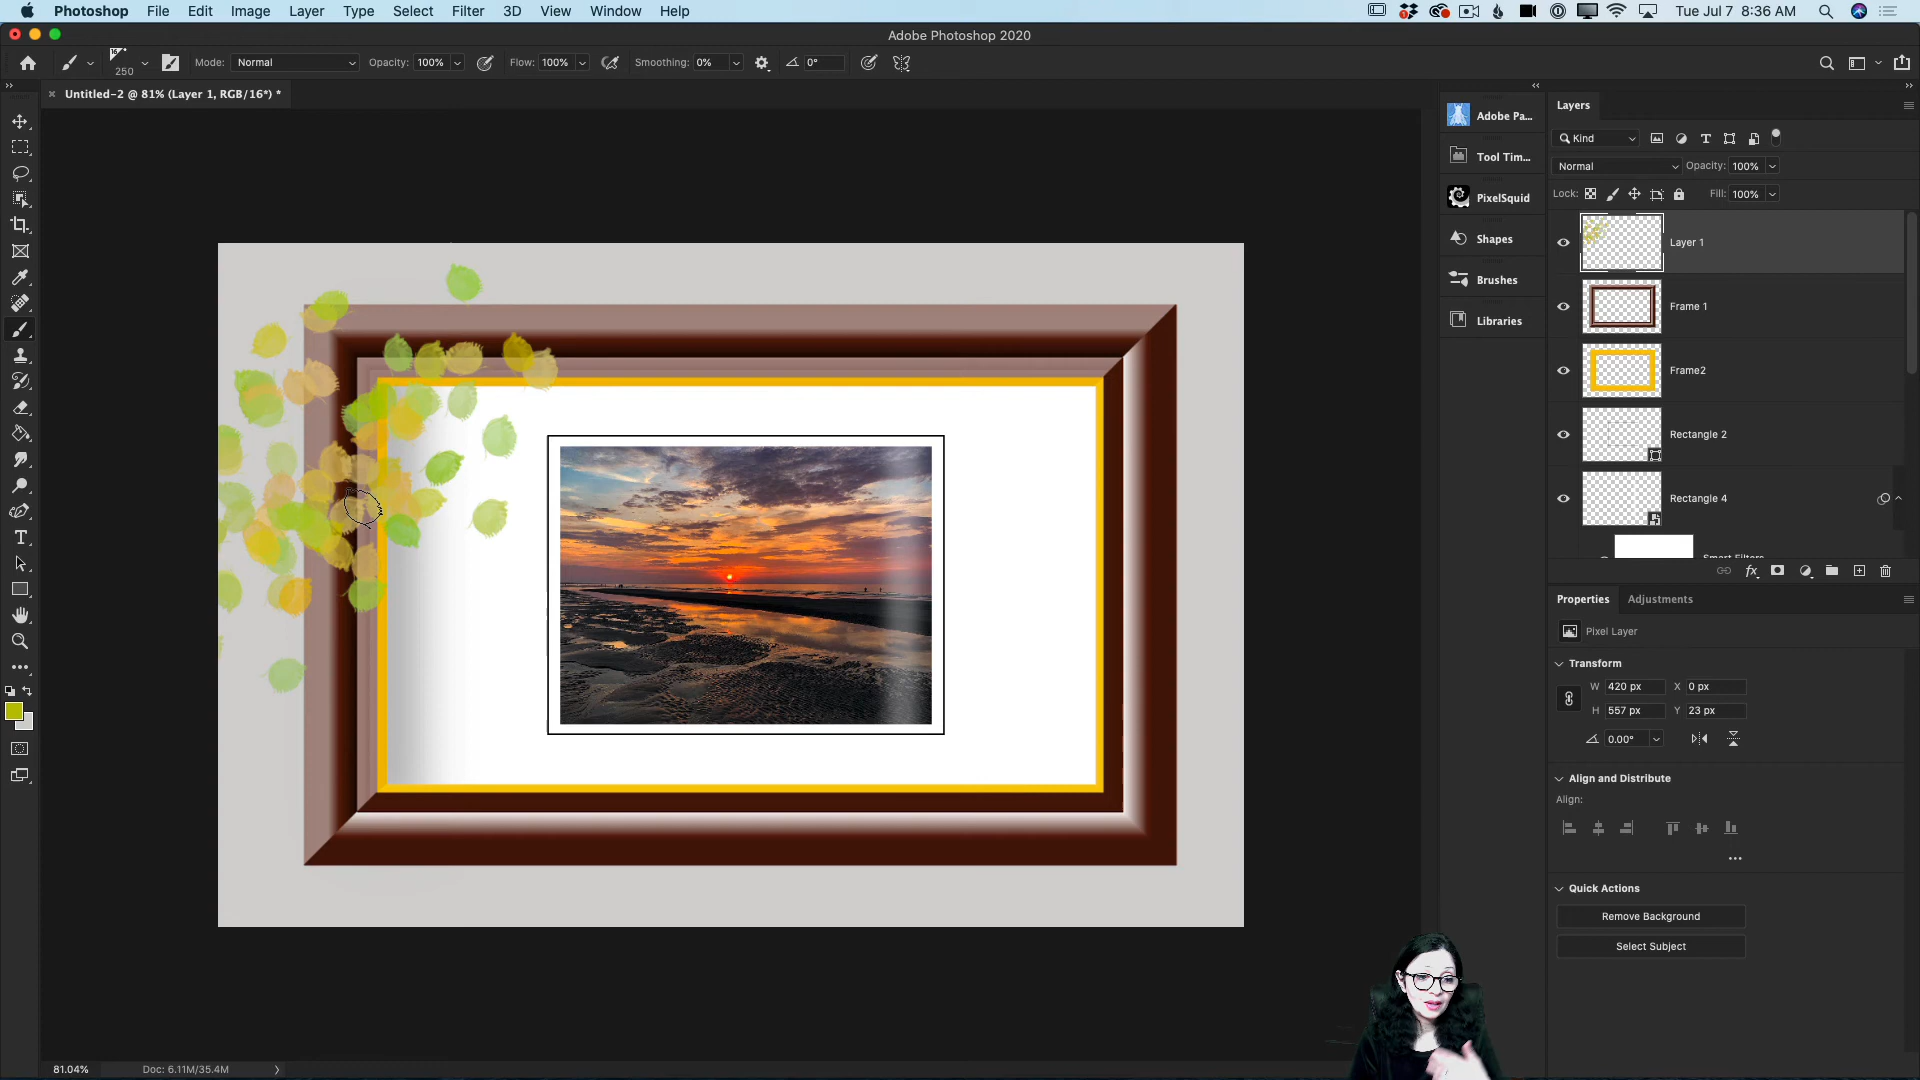 Photoshop File Edit Image Layer Type Select Filter 3D View Window Help Tue Jul 7 8:36 AM
Adobe Photoshop 2020
250 Mode: Normal Opacity: 100% Flow: 100% Smoothing: 0% 0°
Untitled-2 @ 81% (Layer 1, RGB/16*) *
Adobe Pa...
Tool Tim...
PixelSquid
Shapes
Brushes
Libraries
Layers
Kind
Normal Opacity: 100%
Lock: Fill: 100%
Layer 1
Frame 1
Frame2
Rectangle 2
Rectangle 4
Smart Filters
Properties Adjustments
Pixel Layer
Transform
W 420 px X 0 px
H 557 px Y 23 px
0.00°
Align and Distribute
Align:
Quick Actions
Remove Background
Select Subject
81.04% Doc: 6.11M/35.4M